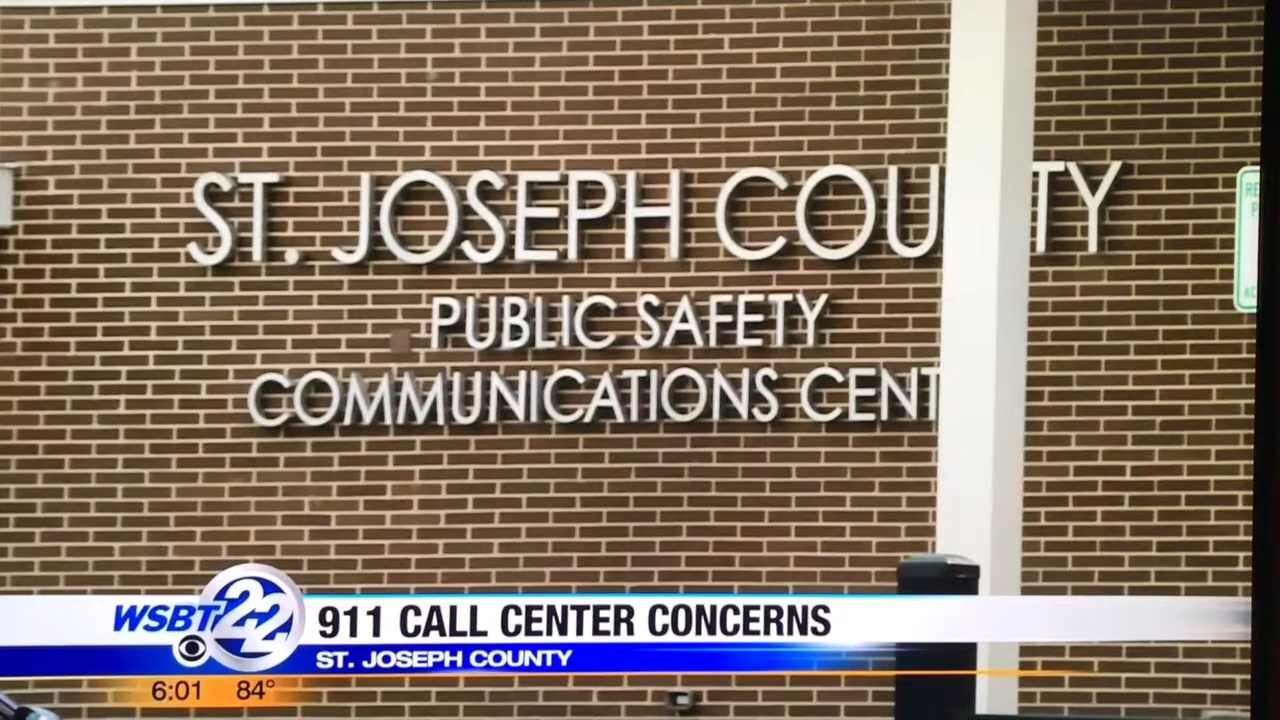 ST. JOSEPH COU TY
PUBLIC SAFETY
COMMUNICATIONS CENT
WSBT 22
911 CALL CENTER CONCERNS
ST. JOSEPH COUNTY
6:01 84°